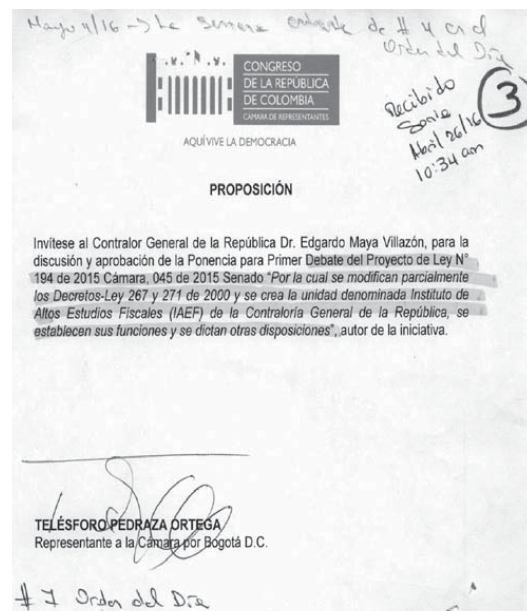 Mayo 4/16 → La semana entrante de # 4 en el
Orden del Día
CONGRESO
DE LA REPÚBLICA
DE COLOMBIA
CÁMARA DE REPRESENTANTES
AQUÍ VIVE LA DEMOCRACIA
Recibido
Sonia
Abril 26/16
10:34 am
3
PROPOSICIÓN
Invítese al Contralor General de la República Dr. Edgardo Maya Villazón, para la
discusión y aprobación de la Ponencia para Primer Debate del Proyecto de Ley N°
194 de 2015 Cámara, 045 de 2015 Senado "Por la cual se modifican parcialmente
los Decretos-Ley 267 y 271 de 2000 y se crea la unidad denominada Instituto de
Altos Estudios Fiscales (IAEF) de la Contraloría General de la República, se
establecen sus funciones y se dictan otras disposiciones", autor de la iniciativa.
TELÉSFORO PEDRAZA ORTEGA
Representante a la Cámara por Bogotá D.C.
# 7 Orden del Día